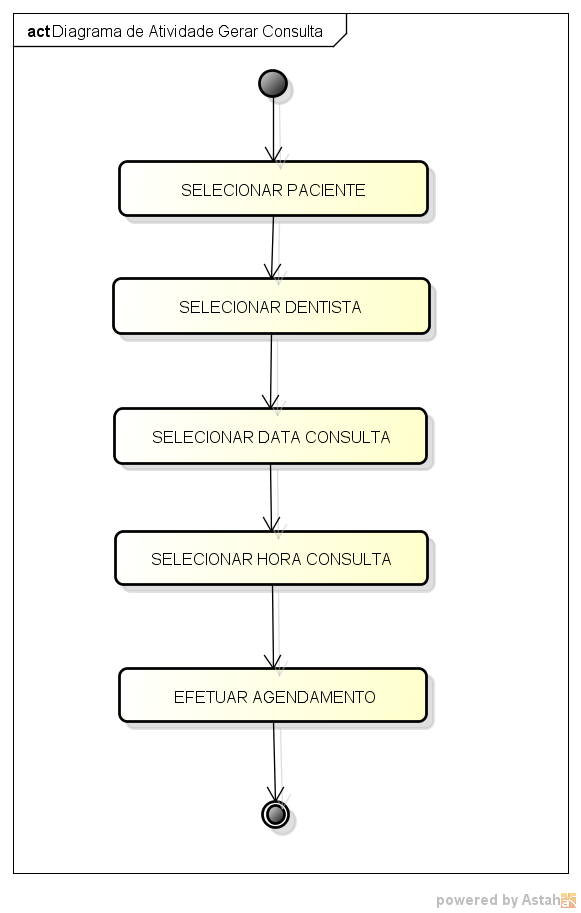 act Diagrama de Atividade Gerar Consulta
SELECIONAR PACIENTE
SELECIONAR DENTISTA
SELECIONAR DATA CONSULTA
SELECIONAR HORA CONSULTA
EFETUAR AGENDAMENTO
powered by Astah